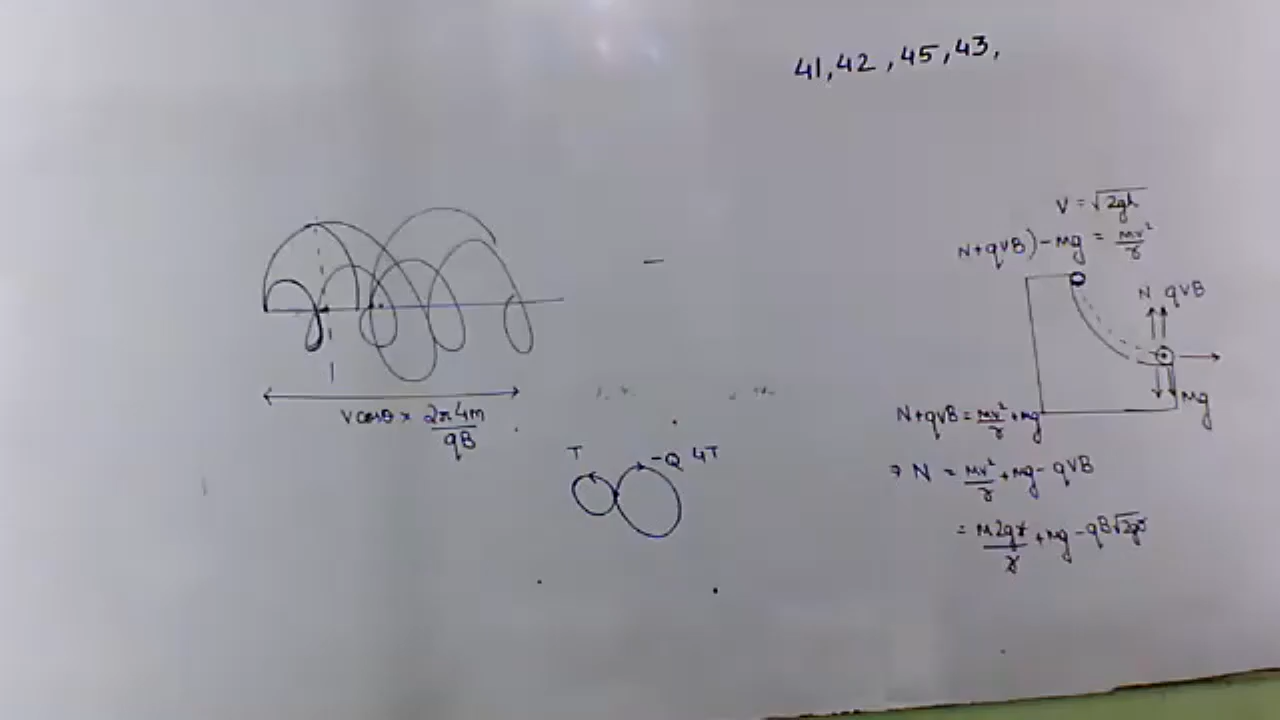 41,42,45,43,
V = √2gh
N+qVB)-mg = mv²/r
N qVB
mg
vcosθ × 2π4m/qB
N+qVB = mv²/r+mg
T -Q 4T
⇒ N = mv²/r+mg-qVB
= m2gr/r+mg-qB√2gr